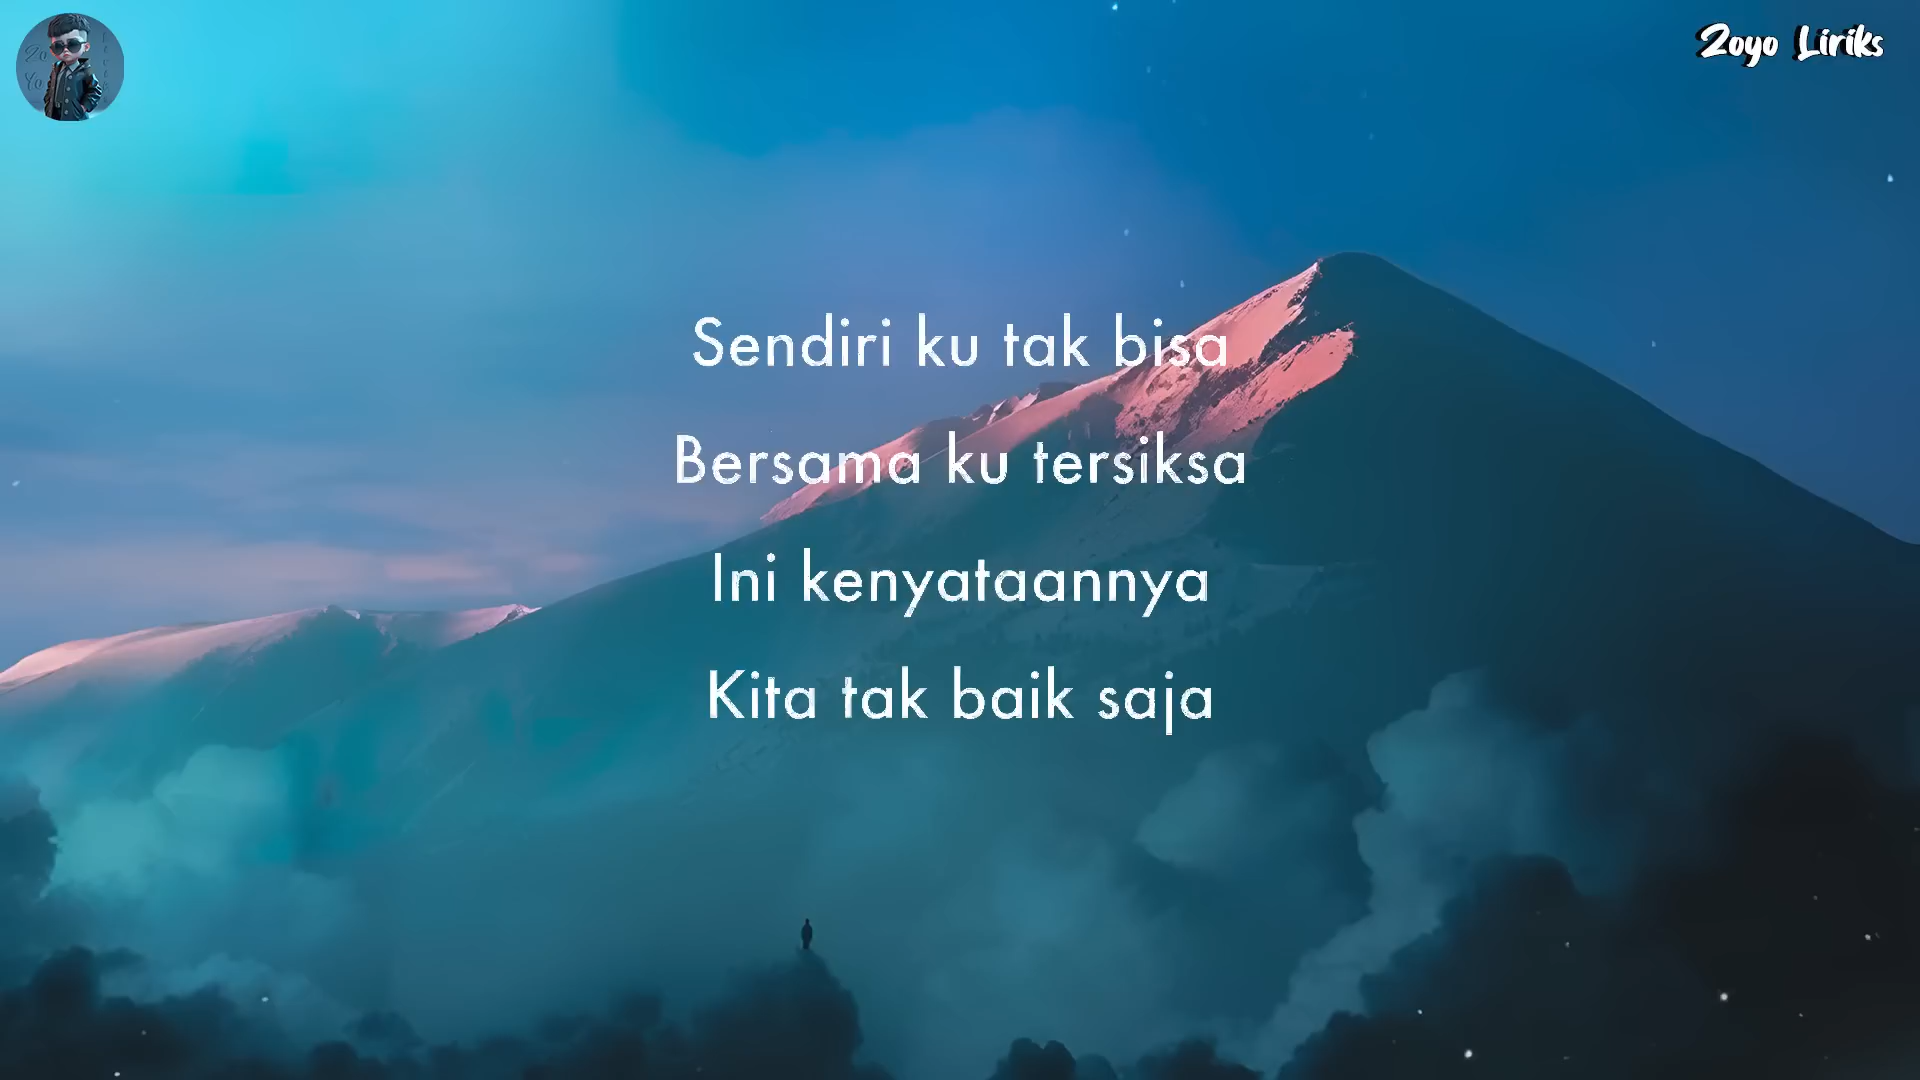 Zoyo Liriks
Sendiri ku tak bisa
Bersama ku tersiksa
Ini kenyataannya
Kita tak baik saja